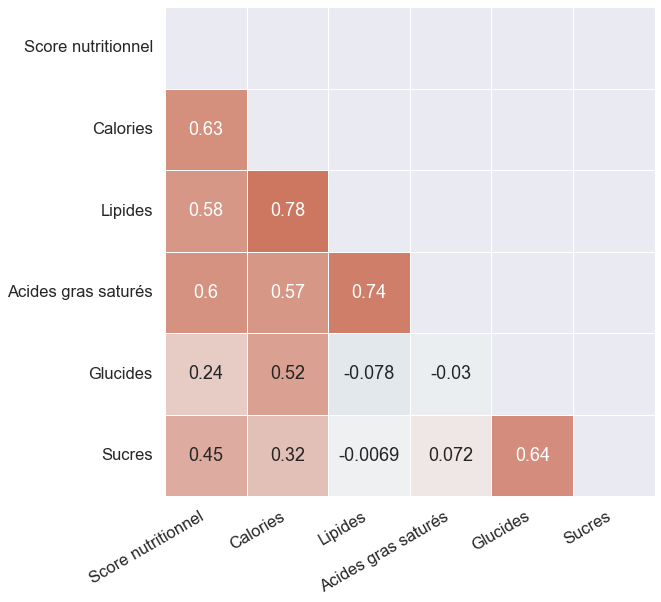 Score nutritionnel
Calories
0.63
Lipides
0.58 0.78
Acides gras saturés
0.6 0.57 0.74
Glucides
0.24 0.52 -0.078 -0.03
Sucres
0.45 0.32 -0.0069 0.072 0.64
Score nutritionnel
Calories
Lipides
Acides gras saturés
Glucides
Sucres